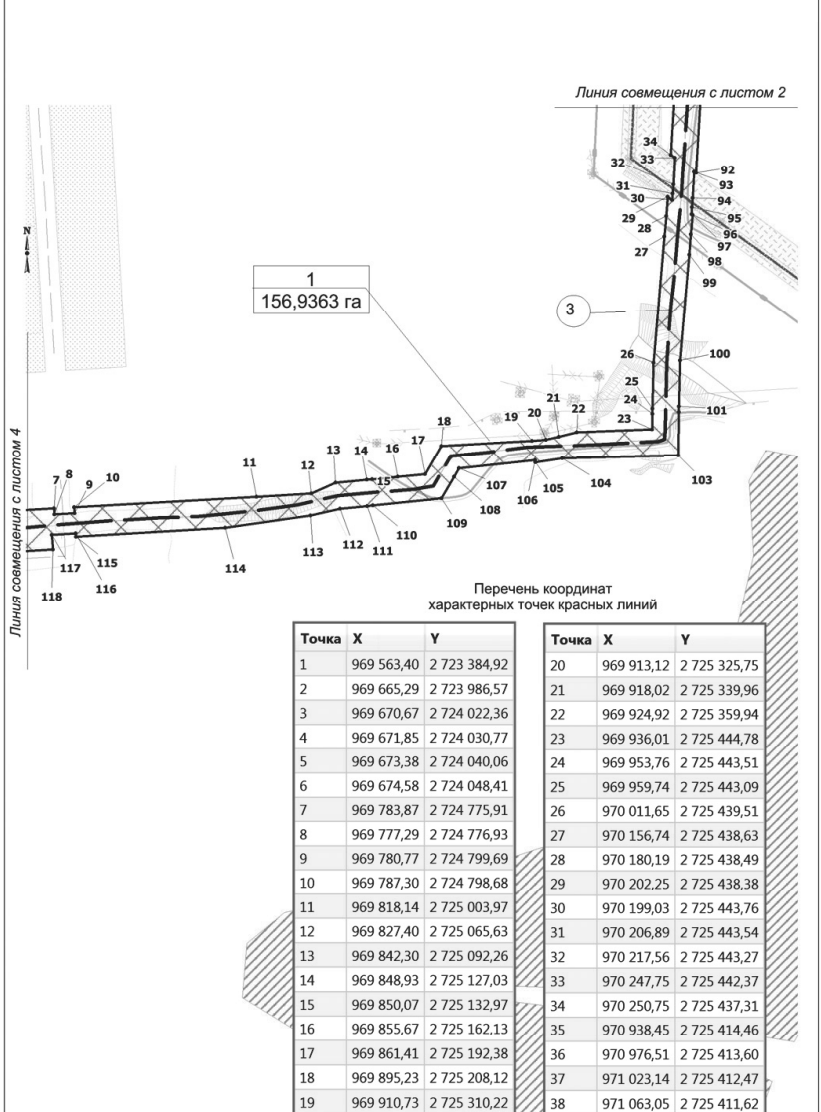 Линия совмещения с листом 2
34
33
32
31
30
29
28
27
92
93
94
95
96
97
98
99
N
1
156,9363 га
3
26
25
24
23
100
101
103
22
21
20
19
18
17
16
15
14
13
12
11
10
9
8
7
104
105
106
107
108
109
110
111
112
113
114
115
116
117
118
Линия совмещения с листом 4
Перечень координат
характерных точек красных линий
Точка X Y
1 969 563,40 2 723 384,92
2 969 665,29 2 723 986,57
3 969 670,67 2 724 022,36
4 969 671,85 2 724 030,77
5 969 673,38 2 724 040,06
6 969 674,58 2 724 048,41
7 969 783,87 2 724 775,91
8 969 777,29 2 724 776,93
9 969 780,77 2 724 799,69
10 969 787,30 2 724 798,68
11 969 818,14 2 725 003,97
12 969 827,40 2 725 065,63
13 969 842,30 2 725 092,26
14 969 848,93 2 725 127,03
15 969 850,07 2 725 132,97
16 969 855,67 2 725 162,13
17 969 861,41 2 725 192,38
18 969 895,23 2 725 208,12
19 969 910,73 2 725 310,22
Точка X Y
20 969 913,12 2 725 325,75
21 969 918,02 2 725 339,96
22 969 924,92 2 725 359,94
23 969 936,01 2 725 444,78
24 969 953,76 2 725 443,51
25 969 959,74 2 725 443,09
26 970 011,65 2 725 439,51
27 970 156,74 2 725 438,63
28 970 180,19 2 725 438,49
29 970 202,25 2 725 438,38
30 970 199,03 2 725 443,76
31 970 206,89 2 725 443,54
32 970 217,56 2 725 443,27
33 970 247,75 2 725 442,37
34 970 250,75 2 725 437,31
35 970 938,45 2 725 414,46
36 970 976,51 2 725 413,60
37 971 023,14 2 725 412,47
38 971 063,05 2 725 411,62